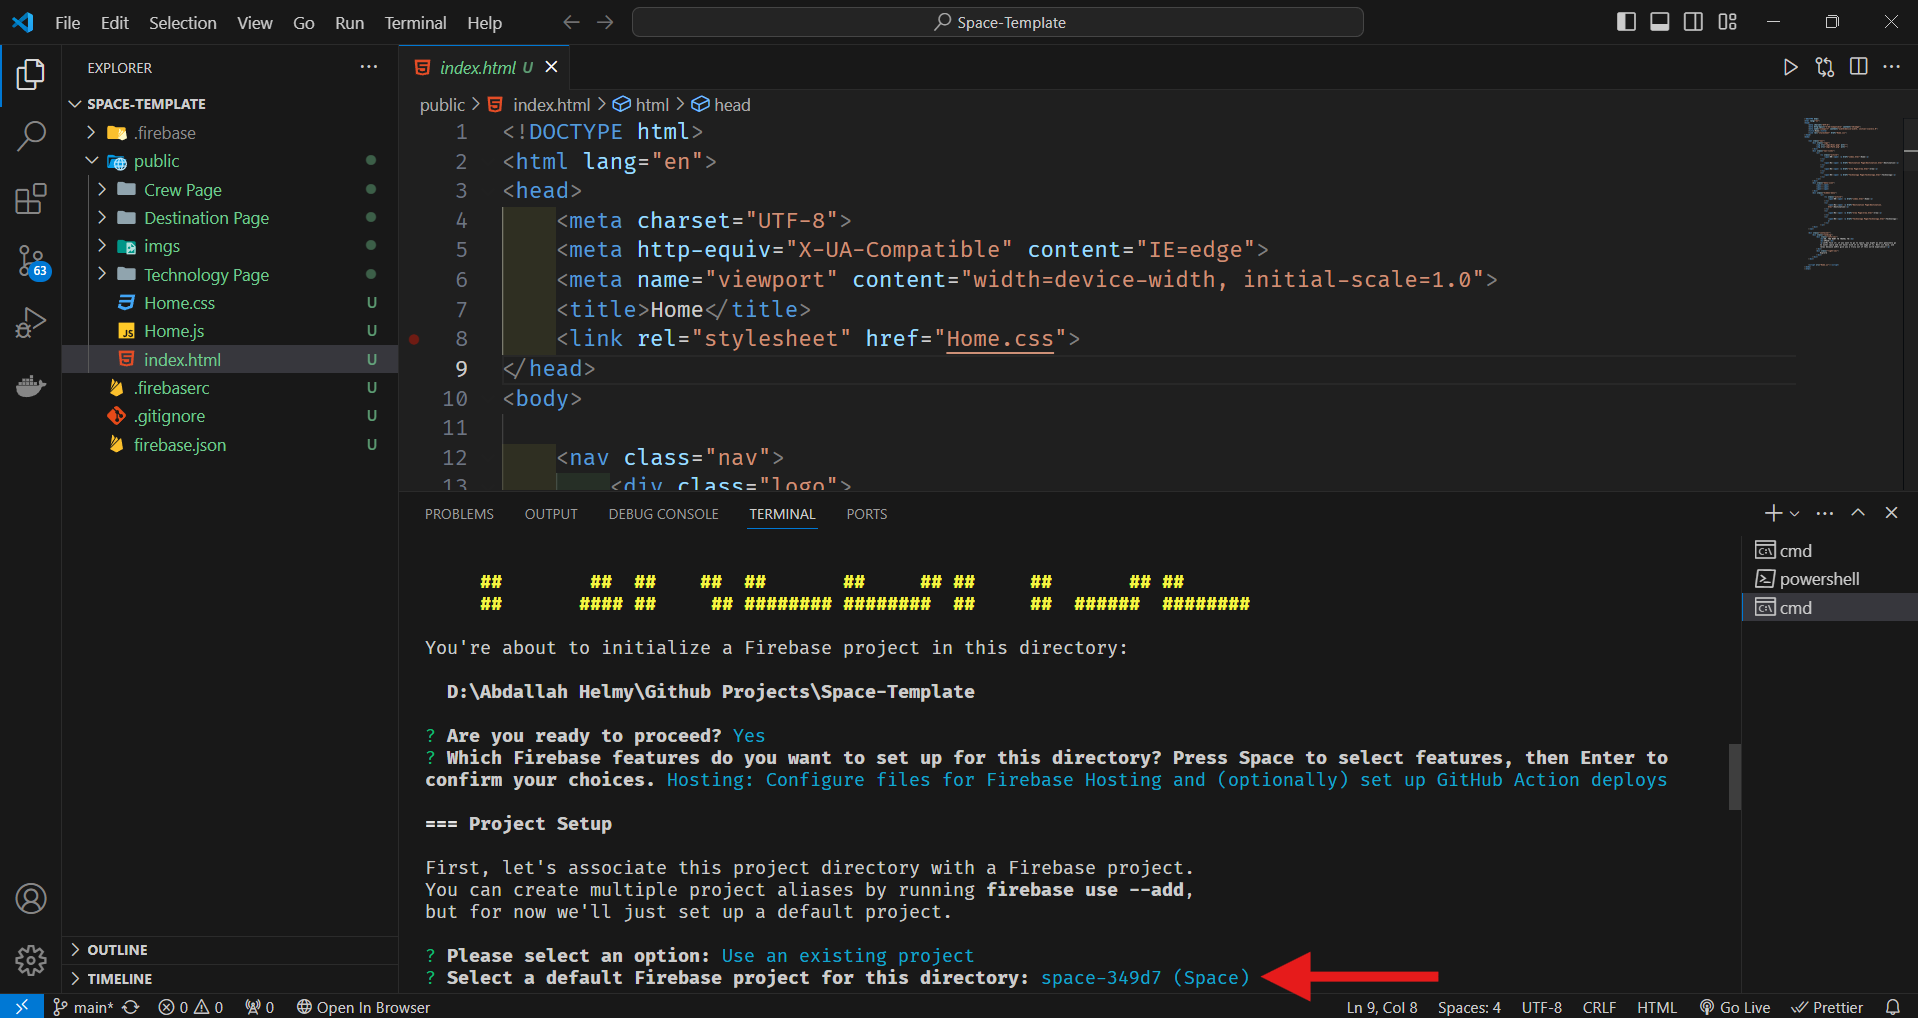 File Edit Selection View Go Run Terminal Help
Space-Template
EXPLORER
SPACE-TEMPLATE
.firebase
public
Crew Page
Destination Page
imgs
Technology Page
Home.css U
Home.js U
index.html U
.firebaserc U
.gitignore U
firebase.json U
63
OUTLINE
TIMELINE
index.html U
public > index.html > html > head
1 <!DOCTYPE html>
2 <html lang="en">
3 <head>
4 <meta charset="UTF-8">
5 <meta http-equiv="X-UA-Compatible" content="IE=edge">
6 <meta name="viewport" content="width=device-width, initial-scale=1.0">
7 <title>Home</title>
8 <link rel="stylesheet" href="Home.css">
9 </head>
10 <body>
11
12 <nav class="nav">
13 <div class="logo">
PROBLEMS OUTPUT DEBUG CONSOLE TERMINAL PORTS
## ## ## ## ## ## ## ## ## ## ##
## #### ## ## ######## ######## ## ## ###### ########
You're about to initialize a Firebase project in this directory:
D:\Abdallah Helmy\Github Projects\Space-Template
? Are you ready to proceed? Yes
? Which Firebase features do you want to set up for this directory? Press Space to select features, then Enter to
confirm your choices. Hosting: Configure files for Firebase Hosting and (optionally) set up GitHub Action deploys
=== Project Setup
First, let's associate this project directory with a Firebase project.
You can create multiple project aliases by running firebase use --add,
but for now we'll just set up a default project.
? Please select an option: Use an existing project
? Select a default Firebase project for this directory: space-349d7 (Space)
cmd
powershell
cmd
main* 0 0 0 Open In Browser
Ln 9, Col 8 Spaces: 4 UTF-8 CRLF HTML Go Live Prettier